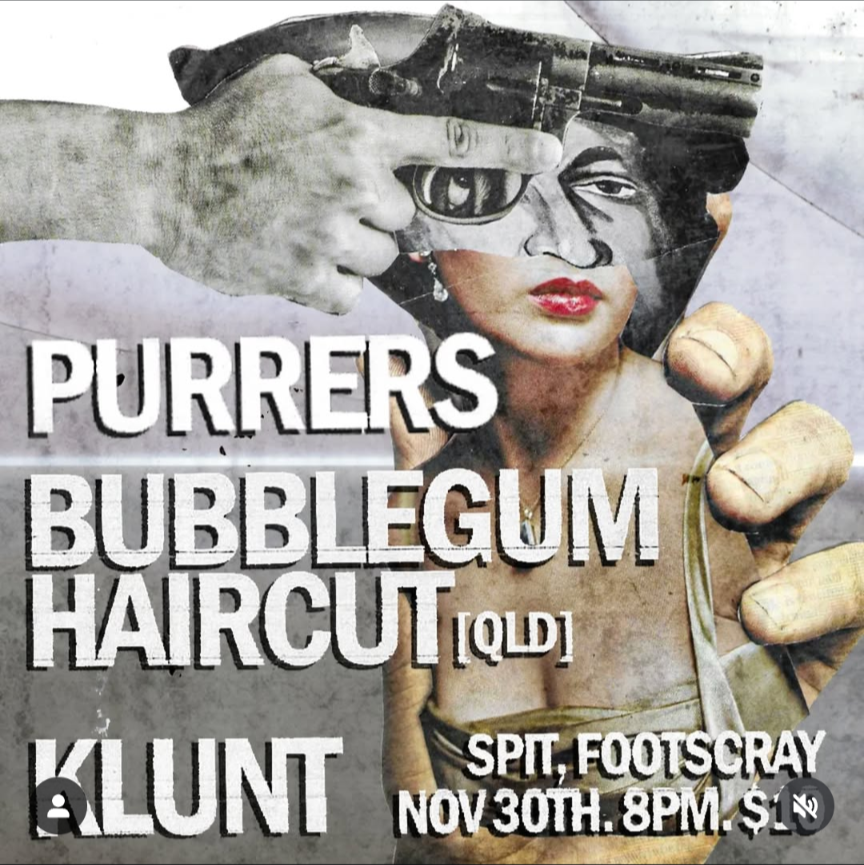 PURRERS
BUBBLEGUM
HAIRCUT [QLD]
KLUNT
SPIT, FOOTSCRAY
NOV 30TH. 8PM.